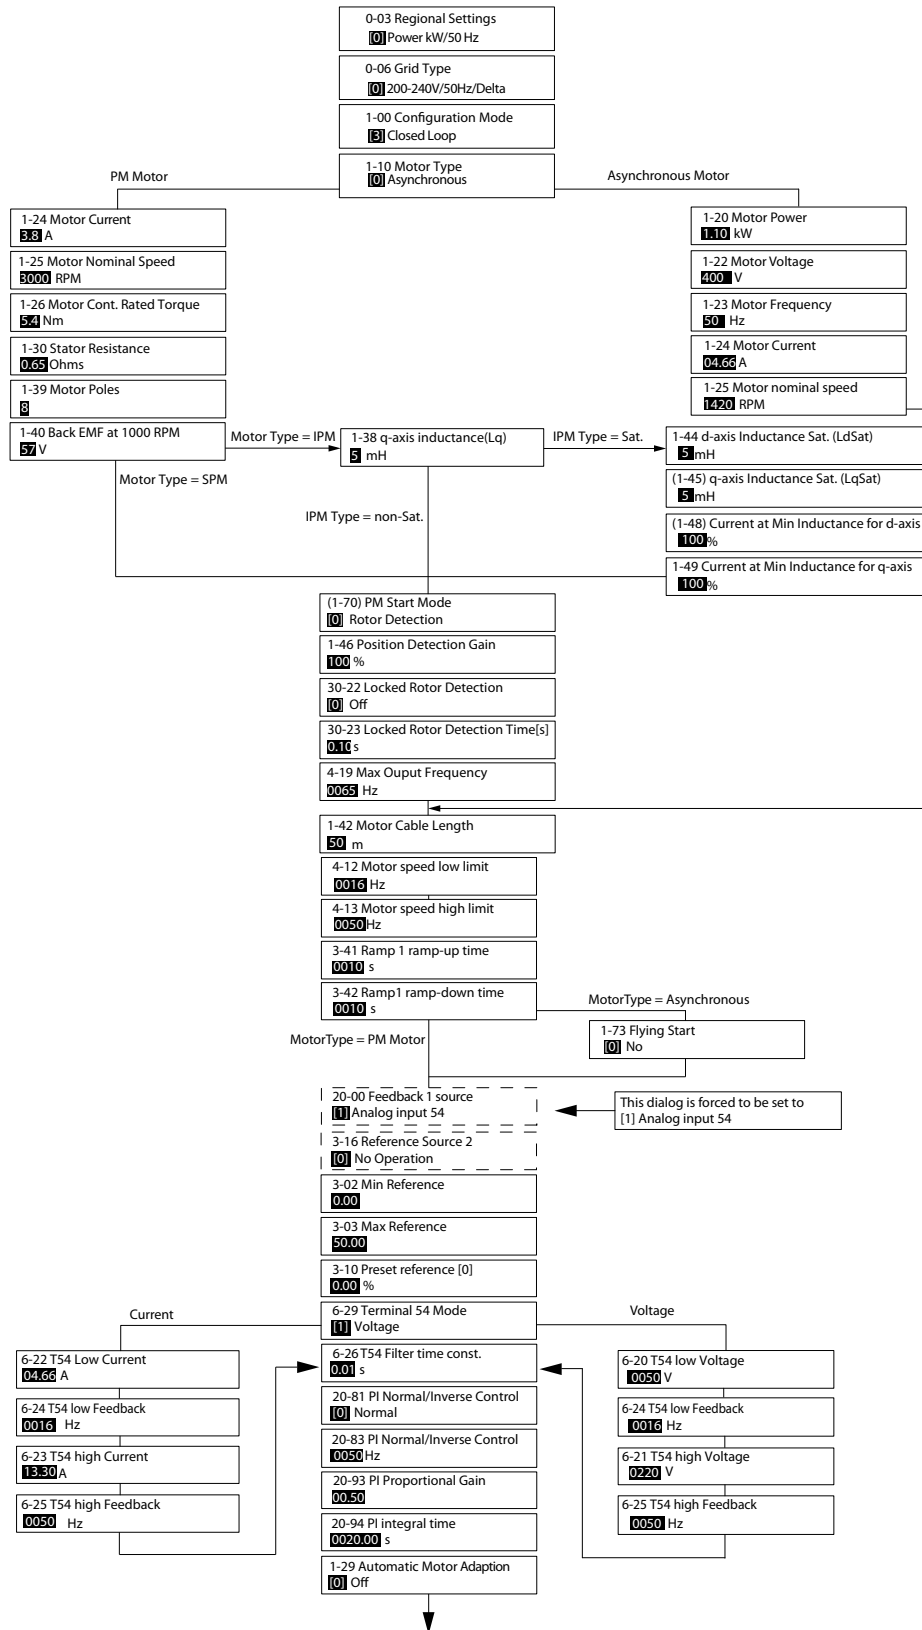 0-03 Regional Settings
[0] Power kW/50 Hz
0-06 Grid Type
[0] 200-240V/50Hz/Delta
1-00 Configuration Mode
[3] Closed Loop
1-10 Motor Type
[0] Asynchronous
PM Motor
Asynchronous Motor
1-24 Motor Current
3.8 A
1-25 Motor Nominal Speed
3000 RPM
1-26 Motor Cont. Rated Torque
5.4 Nm
1-30 Stator Resistance
0.65 Ohms
1-39 Motor Poles
8
1-40 Back EMF at 1000 RPM
57 V
1-20 Motor Power
1.10 kW
1-22 Motor Voltage
400 V
1-23 Motor Frequency
50 Hz
1-24 Motor Current
04.66 A
1-25 Motor nominal speed
1420 RPM
Motor Type = IPM
Motor Type = SPM
1-38 q-axis inductance(Lq)
5 mH
IPM Type = Sat.
IPM Type = non-Sat.
1-44 d-axis Inductance Sat. (LdSat)
5 mH
(1-45) q-axis Inductance Sat. (LqSat)
5 mH
(1-48) Current at Min Inductance for d-axis
100 %
1-49 Current at Min Inductance for q-axis
100 %
(1-70) PM Start Mode
[0] Rotor Detection
1-46 Position Detection Gain
100 %
30-22 Locked Rotor Detection
[0] Off
30-23 Locked Rotor Detection Time[s]
0.10 s
4-19 Max Ouput Frequency
0065 Hz
1-42 Motor Cable Length
50 m
4-12 Motor speed low limit
0016 Hz
4-13 Motor speed high limit
0050 Hz
3-41 Ramp 1 ramp-up time
0010 s
3-42 Ramp1 ramp-down time
0010 s
MotorType = Asynchronous
1-73 Flying Start
[0] No
MotorType = PM Motor
20-00 Feedback 1 source
[1] Analog input 54
This dialog is forced to be set to
[1] Analog input 54
3-16 Reference Source 2
[0] No Operation
3-02 Min Reference
0.00
3-03 Max Reference
50.00
3-10 Preset reference [0]
0.00 %
6-29 Terminal 54 Mode
[1] Voltage
Current
Voltage
6-22 T54 Low Current
04.66 A
6-24 T54 low Feedback
0016 Hz
6-23 T54 high Current
13.30 A
6-25 T54 high Feedback
0050 Hz
6-26 T54 Filter time const.
0.01 s
20-81 PI Normal/Inverse Control
[0] Normal
20-83 PI Normal/Inverse Control
0050 Hz
20-93 PI Proportional Gain
00.50
20-94 PI integral time
0020.00 s
1-29 Automatic Motor Adaption
[0] Off
6-20 T54 low Voltage
0050 V
6-24 T54 low Feedback
0016 Hz
6-21 T54 high Voltage
0220 V
6-25 T54 high Feedback
0050 Hz